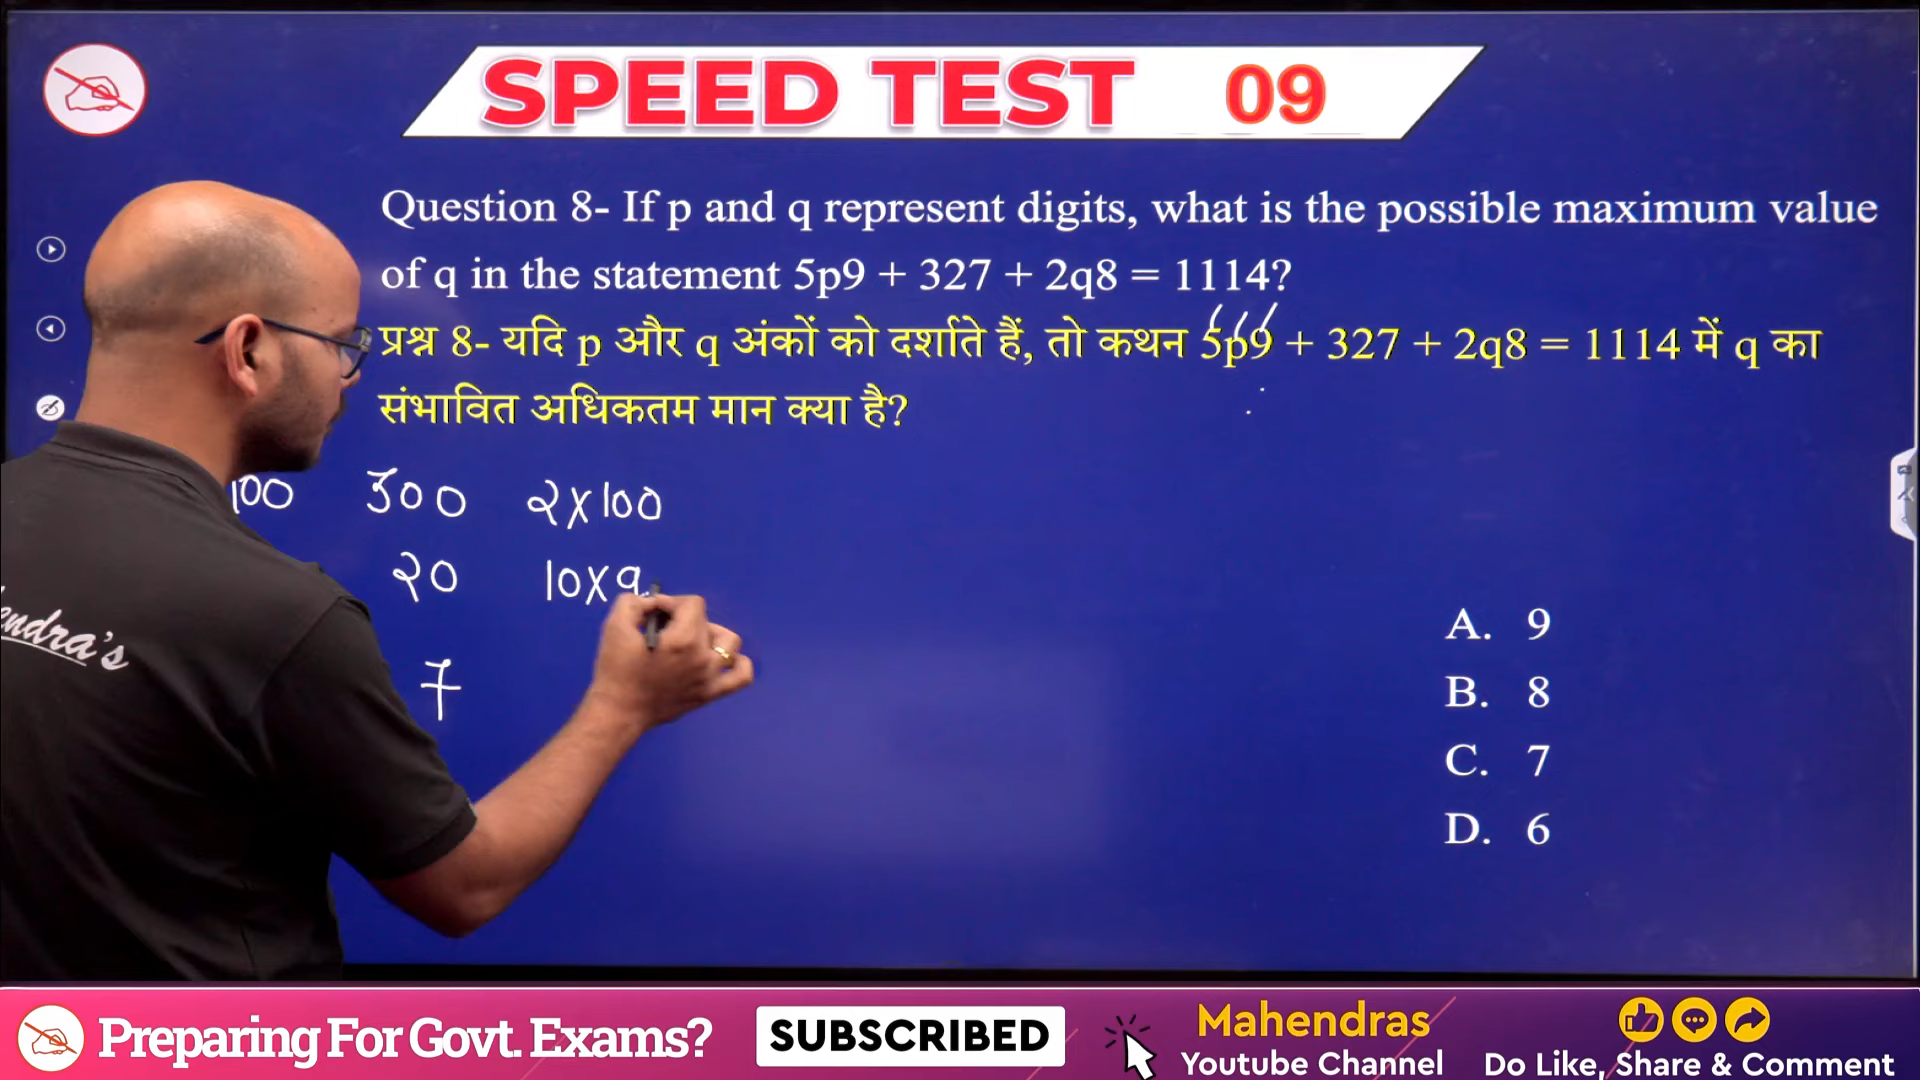 SPEED TEST 09
Question 8- If p and q represent digits, what is the possible maximum value
of q in the statement 5p9 + 327 + 2q8 = 1114?
प्रश्न 8- यदि p और q अंकों को दर्शाते हैं, तो कथन 5p9 + 327 + 2q8 = 1114 में q का
संभावित अधिकतम मान क्या है?
100 300 2X100
20 10Xq
7
A. 9
B. 8
C. 7
D. 6
endra's
Preparing For Govt. Exams?
SUBSCRIBED
Mahendras
Youtube Channel
Do Like, Share & Comment